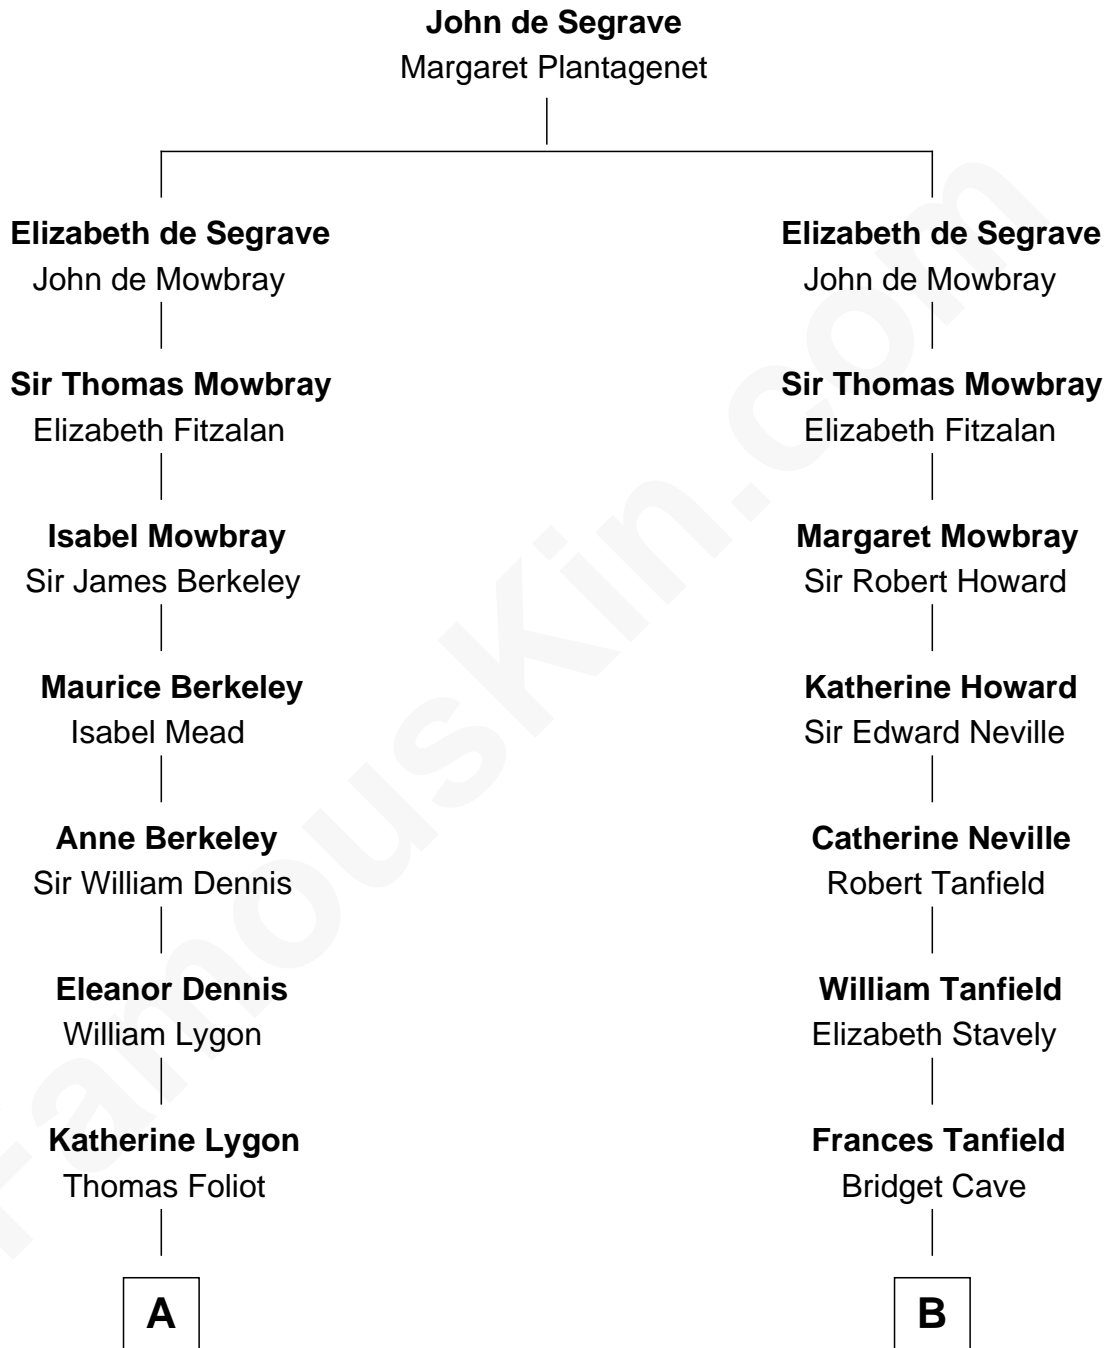 John de Segrave
Margaret Plantagenet
Elizabeth de Segrave
John de Mowbray
Sir Thomas Mowbray
Elizabeth Fitzalan
Isabel Mowbray
Sir James Berkeley
Maurice Berkeley
Isabel Mead
Anne Berkeley
Sir William Dennis
Eleanor Dennis
William Lygon
Katherine Lygon
Thomas Foliot
A
Elizabeth de Segrave
John de Mowbray
Sir Thomas Mowbray
Elizabeth Fitzalan
Margaret Mowbray
Sir Robert Howard
Katherine Howard
Sir Edward Neville
Catherine Neville
Robert Tanfield
William Tanfield
Elizabeth Stavely
Frances Tanfield
Bridget Cave
B
FamousKin.com